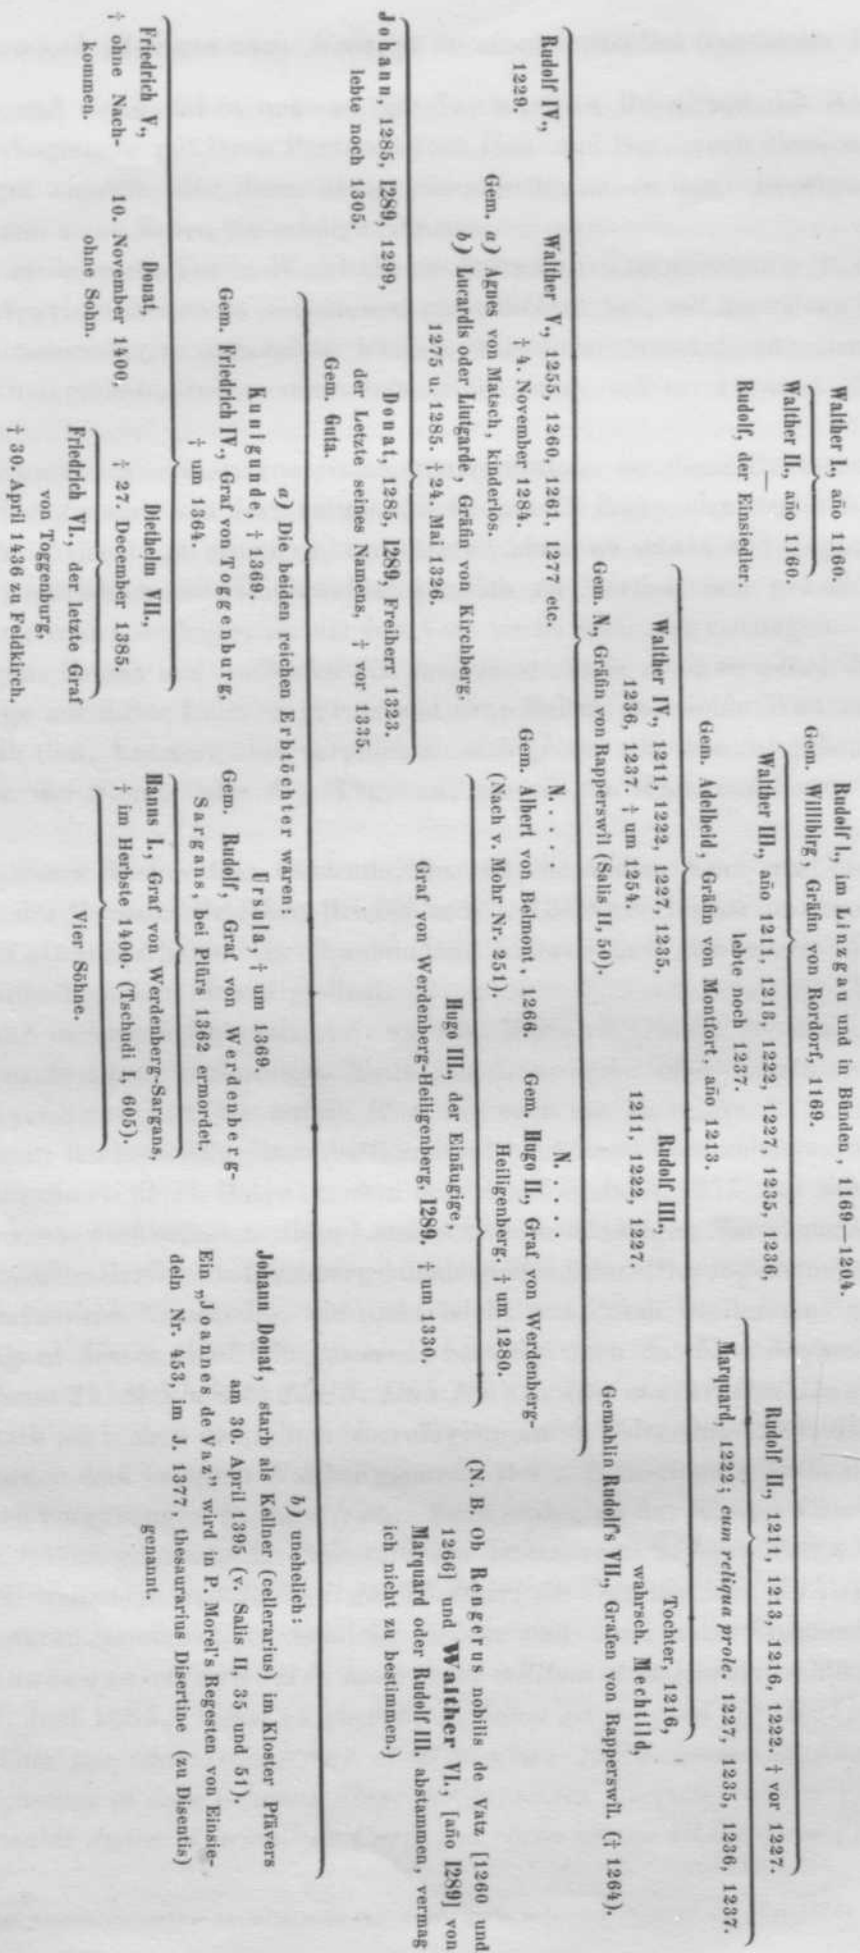 Walther I., año 1160.
Walther II., año 1160.
—
Rudolf, der Einsiedler.
Rudolf I., im Linzgau und in Bünden, 1169—1204.
Gem. Willibirg, Gräfin von Rordorf, 1169.
Walther III., año 1211, 1213, 1222, 1227, 1235, 1236,
lebte noch 1237.
Gem. Adelheid, Gräfin von Montfort, año 1213.
Rudolf II., 1211, 1213, 1216, 1222. † vor 1227.
Marquard, 1222; cum reliqua prole. 1227, 1235, 1236, 1237.
Walther IV., 1211, 1222, 1227, 1235,
1236, 1237. † um 1254.
Gem. N., Gräfin von Rapperswil (Salis II, 50).
Rudolf III.,
1211, 1222, 1227.
Tochter, 1216,
wahrsch. Mechtild,
Gemahlin Rudolf's VII., Grafen von Rapperswil. († 1264).
Rudolf IV.,
1229.
Walther V., 1255, 1260, 1261, 1277 etc.
† 4. November 1284.
Gem. a) Agnes von Matsch, kinderlos.
b) Lucardis oder Liutgarde, Gräfin von Kirchberg.
1275 u. 1285. † 24. Mai 1326.
N. . . . . .
Gem. Albert von Belmont, 1266.
(Nach v. Mohr Nr. 251).
N. . . . . .
Gem. Hugo II., Graf von Werdenberg-
Heiligenberg. † um 1280.
Hugo III., der Einäugige,
Graf von Werdenberg-Heiligenberg, 1289. † um 1330.
(N. B. Ob Rengerus nobilis de Vatz [1260 und
1266] und Walther VI., [año 1289] von
Marquard oder Rudolf III. abstammen, vermag
ich nicht zu bestimmen.)
Johann, 1285, 1289, 1299,
lebte noch 1305.
Donat, 1285, 1289, Freiherr 1323.
der Letzte seines Namens, † vor 1335.
Gem. Guta.
a) Die beiden reichen Erbtöchter waren:
b) unehelich:
Kunigunde, † 1369.
Gem. Friedrich IV., Graf von Toggenburg,
† um 1364.
Ursula, † um 1369.
Gem. Rudolf, Graf von Werdenberg-
Sargans, bei Plürs 1362 ermordet.
Johann Donat, starb als Kellner (cellerarius) im Kloster Pfävers
am 30. April 1395 (v. Salis II, 35 und 51).
Ein „Joannes de Vaz” wird in P. Morel's Regesten von Einsie-
deln Nr. 453, im J. 1377 thesaurarius Disertine (zu Disentis)
genannt.
Friedrich V.,
† ohne Nach-
kommen.
Donat,
10. November 1400.
ohne Sohn.
Diethelm VII.,
† 27. December 1385.
Friedrich VI., der letzte Graf
von Toggenburg,
† 30. April 1436 zu Feldkirch.
Hanns I., Graf von Werdenberg-Sargans,
† im Herbste 1400. (Tschudi I, 605).
Vier Söhne.